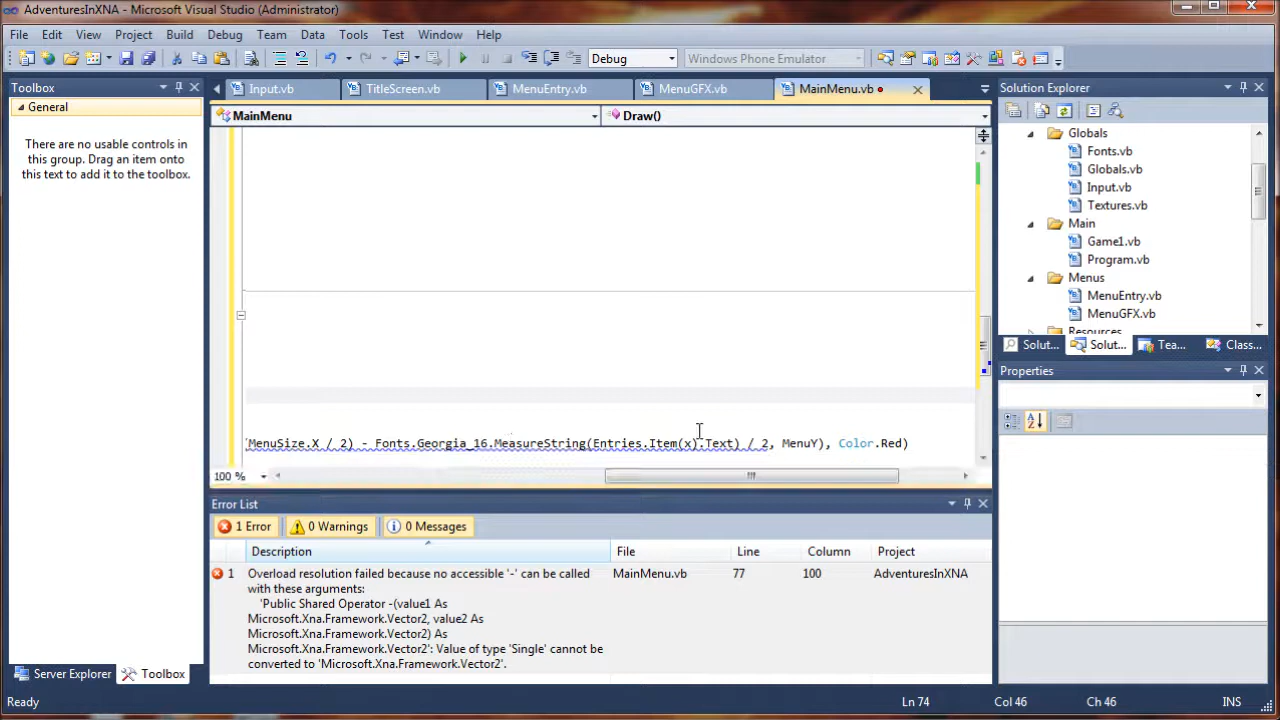 AdventuresInXNA - Microsoft Visual Studio (Administrator)
File Edit View Project Build Debug Team Data Tools Test Window Help
Debug Windows Phone Emulator
Toolbox
General
There are no usable controls in
this group. Drag an item onto
this text to add it to the toolbox.
Server Explorer Toolbox
Input.vb TitleScreen.vb MenuEntry.vb MenuGFX.vb MainMenu.vb
MainMenu Draw()
(MenuSize.X / 2) - Fonts.Georgia_16.MeasureString(Entries.Item(x).Text) / 2, MenuY), Color.Red)
100 %
Error List
1 Error 0 Warnings 0 Messages
Description File Line Column Project
1 Overload resolution failed because no accessible '-' can be called MainMenu.vb 77 100 AdventuresInXNA
with these arguments:
'Public Shared Operator -(value1 As
Microsoft.Xna.Framework.Vector2, value2 As
Microsoft.Xna.Framework.Vector2) As
Microsoft.Xna.Framework.Vector2': Value of type 'Single' cannot be
converted to 'Microsoft.Xna.Framework.Vector2'.
Solution Explorer
Globals
Fonts.vb
Globals.vb
Input.vb
Textures.vb
Main
Game1.vb
Program.vb
Menus
MenuEntry.vb
MenuGFX.vb
Resources
Solut... Solut... Tea... Class...
Properties
Ready Ln 74 Col 46 Ch 46 INS